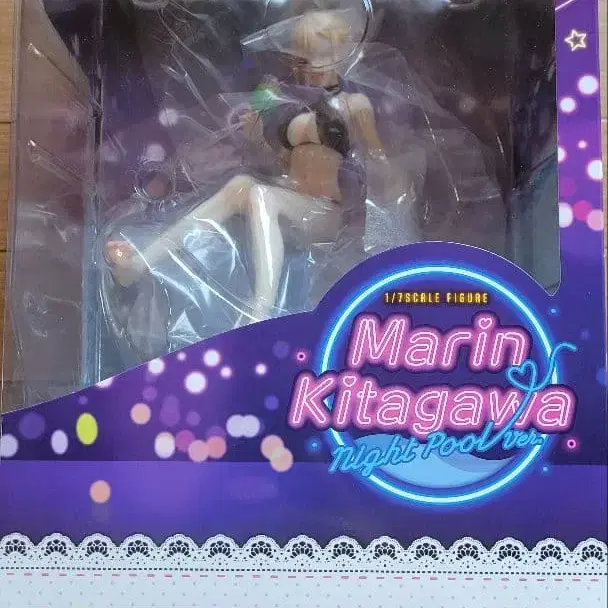 1/7SCALE FIGURE
Marin
Kitagawa
Night Pool ver.